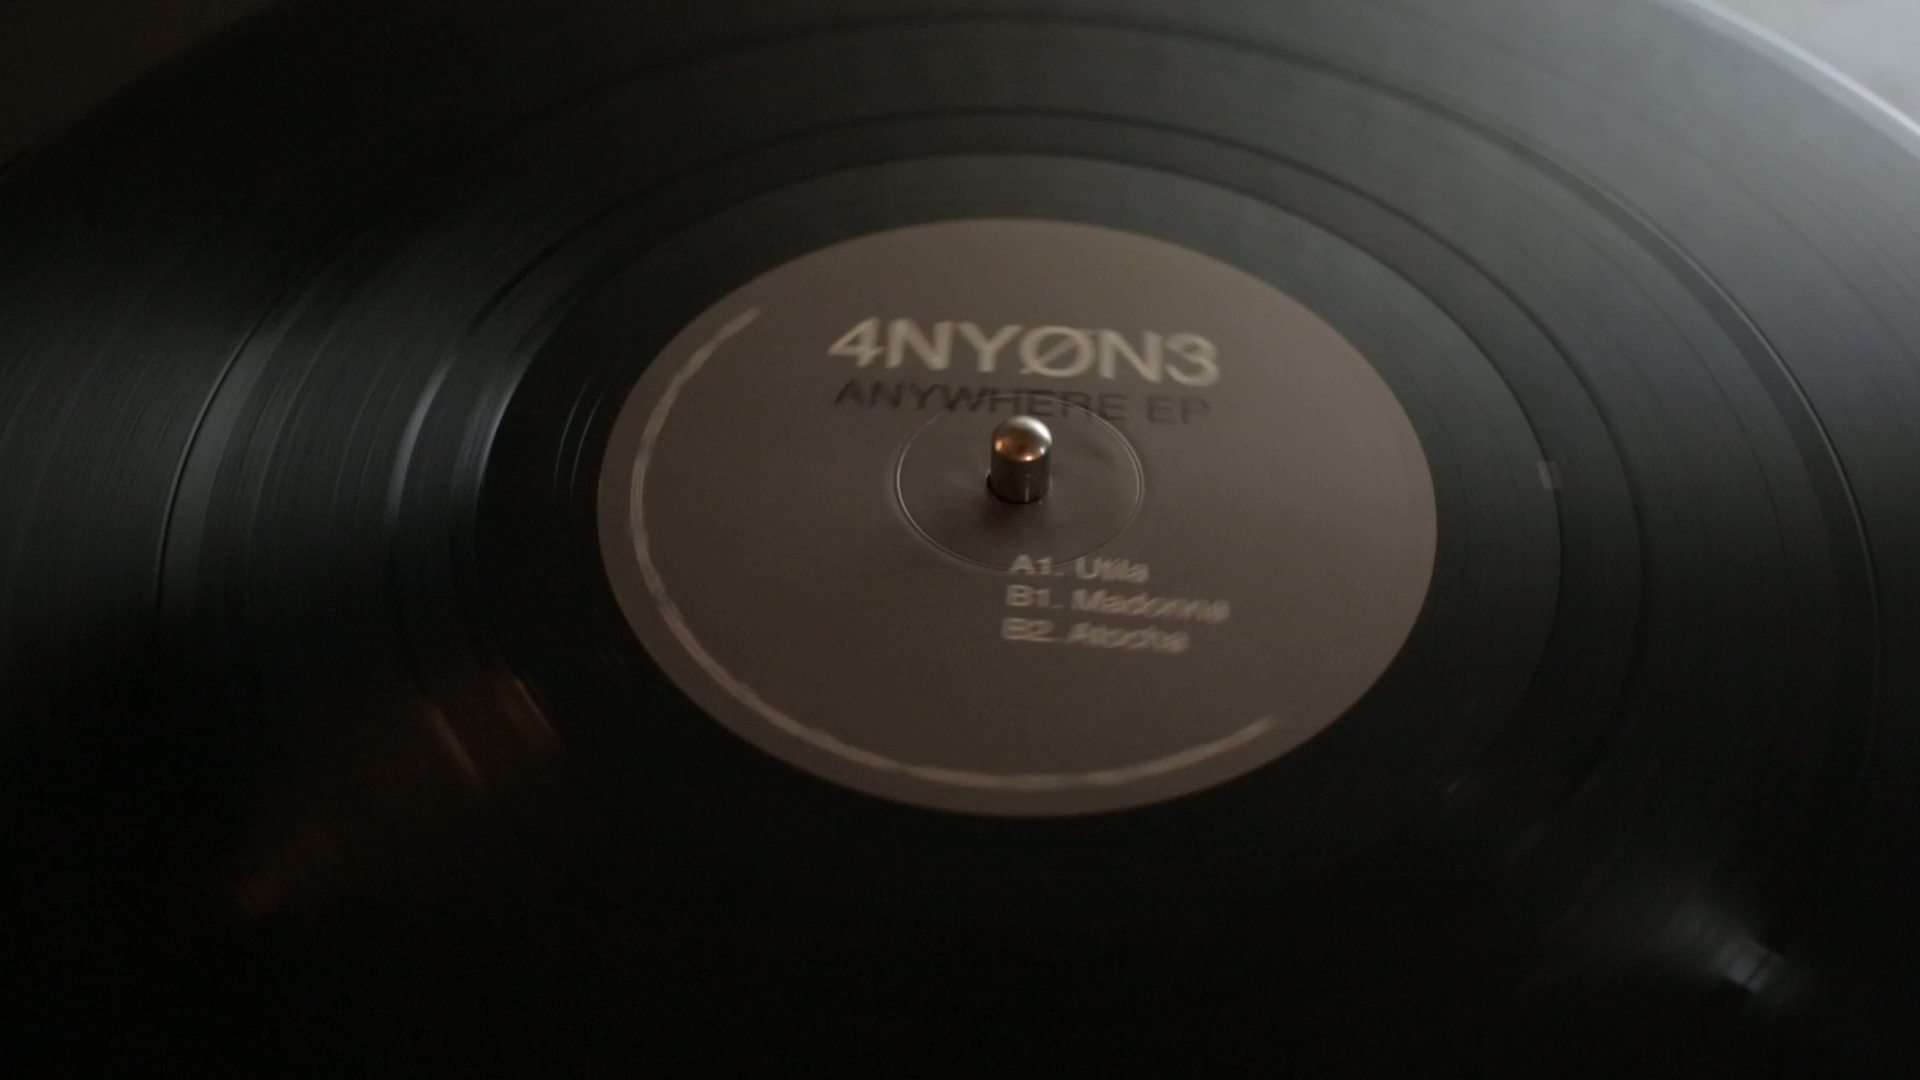 4NYØN3
ANYWHERE EP
A1. Utila
B1. Madonna
B2. Atocha